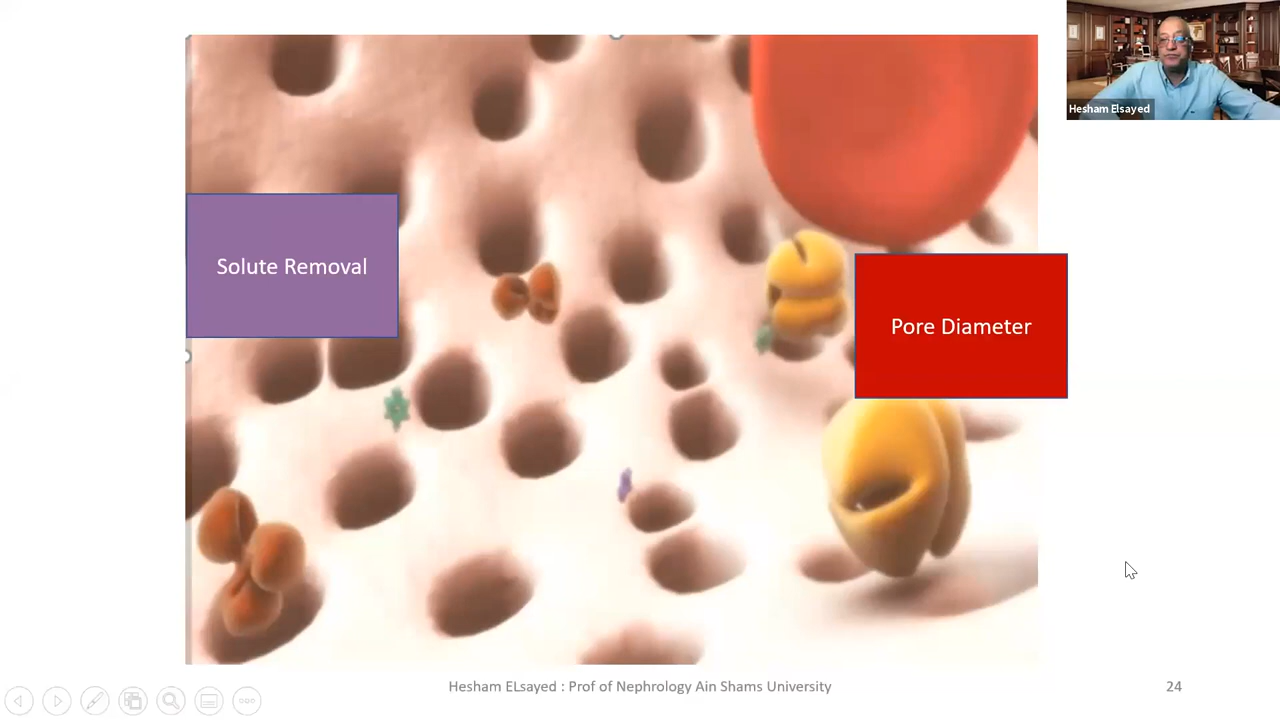 Hesham Elsayed
Solute Removal
Pore Diameter
Hesham ELsayed : Prof of Nephrology Ain Shams University
24